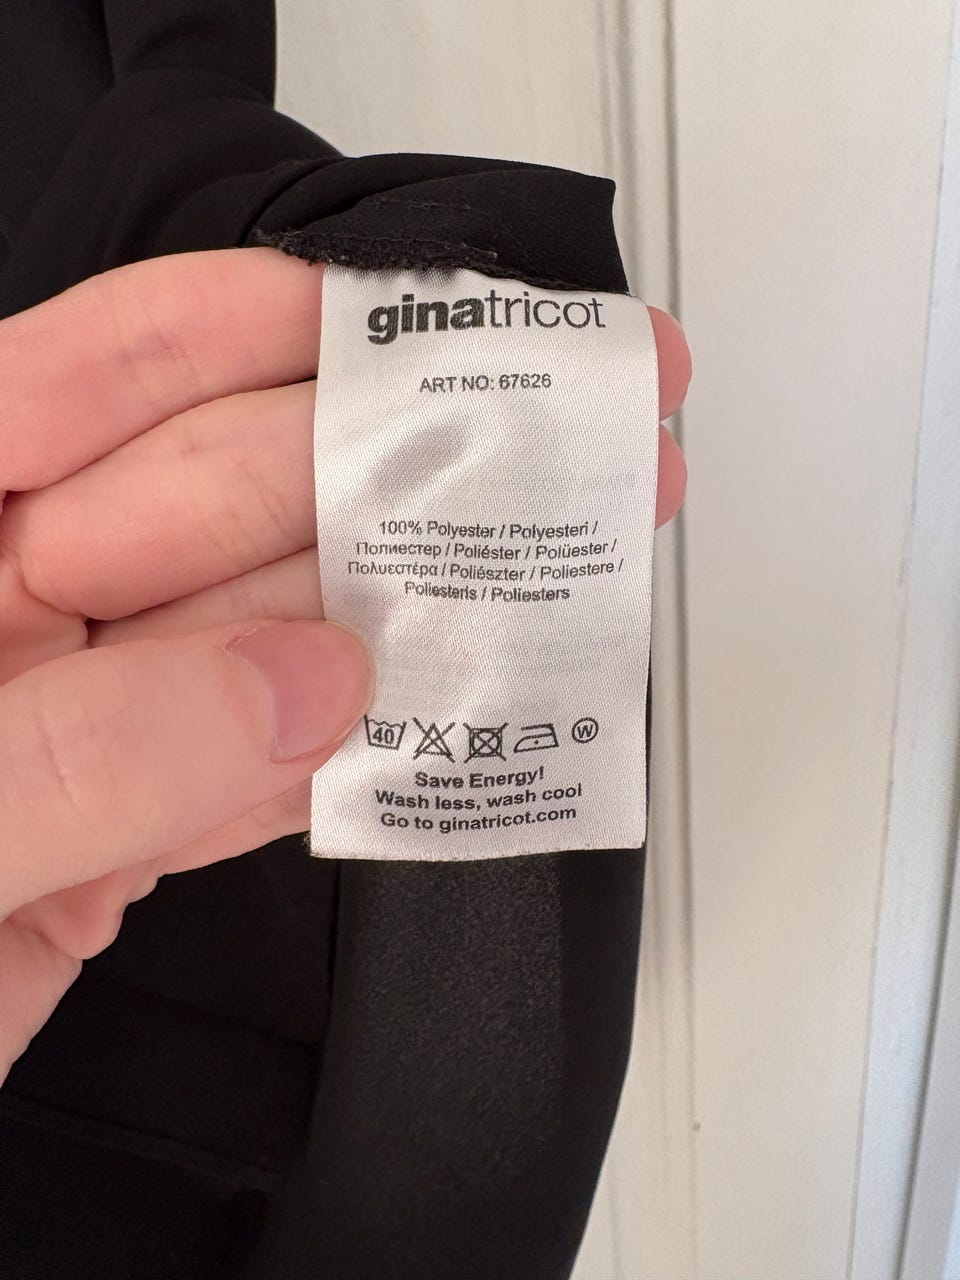 ginatricot
ART NO: 67626
100% Polyester / Polyesteri /
Полиестер / Poliéster / Polüester /
Πολυεστέρα / Poliészter / Poliestere /
Poliesteris / Poliesters
40
W
Save Energy!
Wash less, wash cool
Go to ginatricot.com